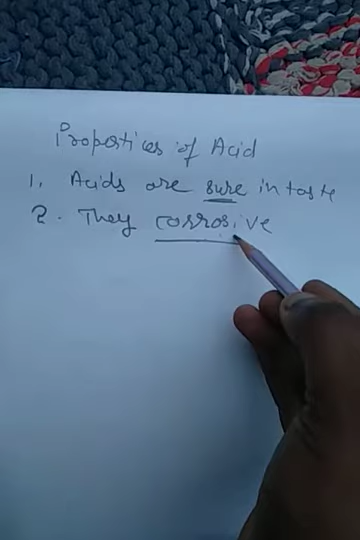 Properties of Acid
1. Acids are sure in taste
2. They corrosive